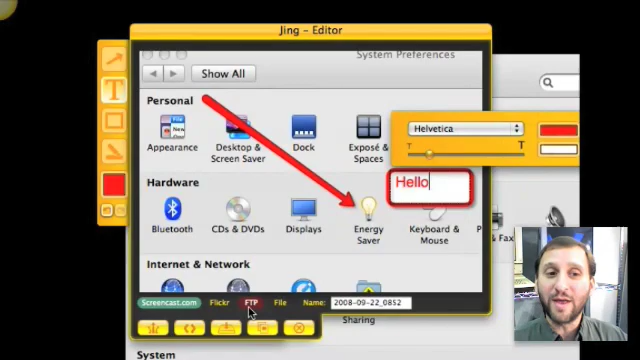 Jing - Editor
System Preferences
Show All
Personal
Appearance
Desktop &
Screen Saver
Dock
Exposé &
Spaces
Helvetica
T T
Hello
Hardware
Bluetooth
CDs & DVDs
Displays
Energy
Saver
Keyboard &
Mouse
& Fax
Internet & Network
Screencast.com Flickr FTP File Name: 2008-09-22_0852
Sharing
System